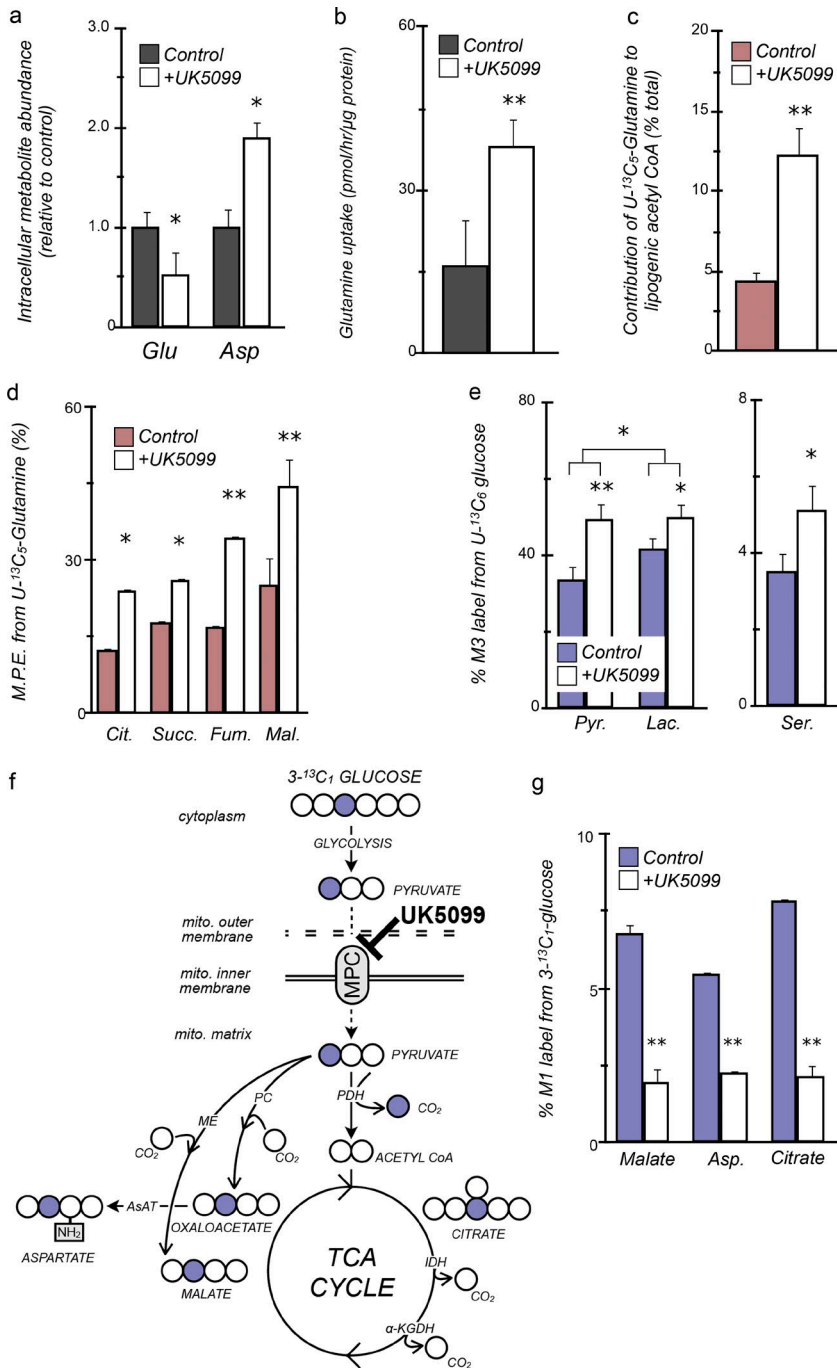 a
Intracellular metabolite abundance
(relative to control)
3.0
2.0
1.0
0
Control
+UK5099
*
*
Glu
Asp
b
Glutamine uptake (pmol/hr/µg protein)
60
30
0
Control
+UK5099
**
c
Contribution of U-¹³C₅-Glutamine to
lipogenic acetyl CoA (% total)
20
15
10
5
0
Control
+UK5099
**
d
M.P.E. from U-¹³C₅-Glutamine (%)
60
30
0
Control
+UK5099
*
*
**
**
Cit.
Succ.
Fum.
Mal.
e
% M3 label from U-¹³C₆ glucose
80
40
0
*
**
*
Control
+UK5099
Pyr.
Lac.
8
4
0
*
Ser.
f
3-¹³C₁ GLUCOSE
cytoplasm
GLYCOLYSIS
PYRUVATE
UK5099
mito. outer
membrane
MPC
mito. inner
membrane
mito. matrix
PYRUVATE
ME
PC
PDH
CO₂
CO₂
CO₂
ACETYL CoA
AsAT
NH₂
ASPARTATE
OXALOACETATE
MALATE
CITRATE
TCA
CYCLE
IDH
CO₂
α-KGDH
CO₂
g
% M1 label from 3-¹³C₁-glucose
10
5
0
Control
+UK5099
**
**
**
Malate
Asp.
Citrate